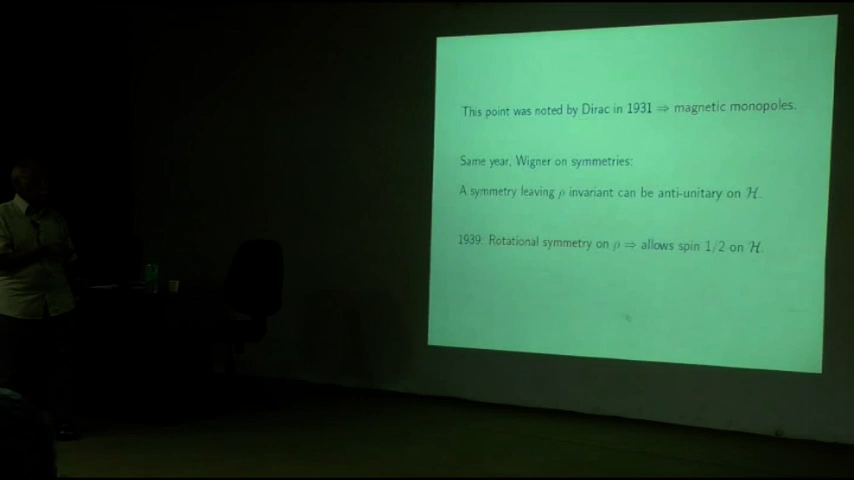 This point was noted by Dirac in 1931 ⇒ magnetic monopoles.
Same year, Wigner on symmetries:
A symmetry leaving ρ invariant can be anti-unitary on ℋ.
1939: Rotational symmetry on ρ ⇒ allows spin 1/2 on ℋ.